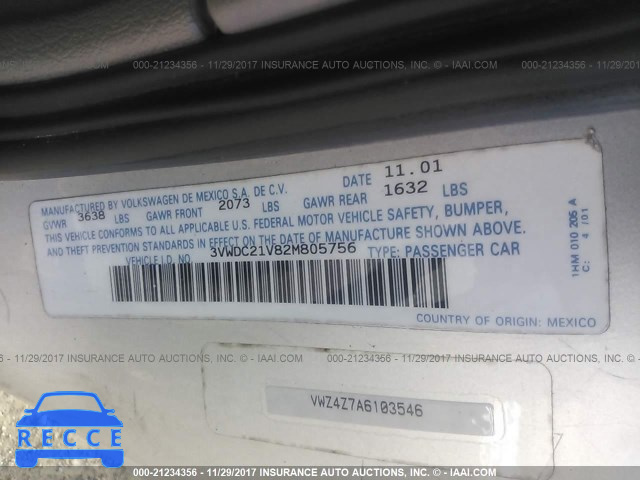 000-21234356 - 11/29/2017 INSURANCE AUTO AUCTIONS, INC. - © - IAAI.COM
MANUFACTURED BY VOLKSWAGEN DE MEXICO S.A. DE C.V. DATE 11.01
GVWR 3638 LBS GAWR FRONT 2073 LBS GAWR REAR 1632 LBS
THIS VEHICLE CONFORMS TO ALL APPLICABLE U.S. FEDERAL MOTOR VEHICLE SAFETY, BUMPER,
AND THEFT PREVENTION STANDARDS IN EFFECT ON THE DATE OF MANUFACTURE SHOWN ABOVE.
VEHICLE I.D. NO. 3VWDC21V82M805756 TYPE: PASSENGER CAR
1HM 010 205 A
C: 4 /01
COUNTRY OF ORIGIN: MEXICO
000-21234356 - 11/29/2017 INSURANCE AUTO AUCTIONS, INC. - © - IAAI.COM
VWZ4Z7A6103546
RECCE
000-21234356 - 11/29/2017 INSURANCE AUTO AUCTIONS, INC. - © - IAAI.COM